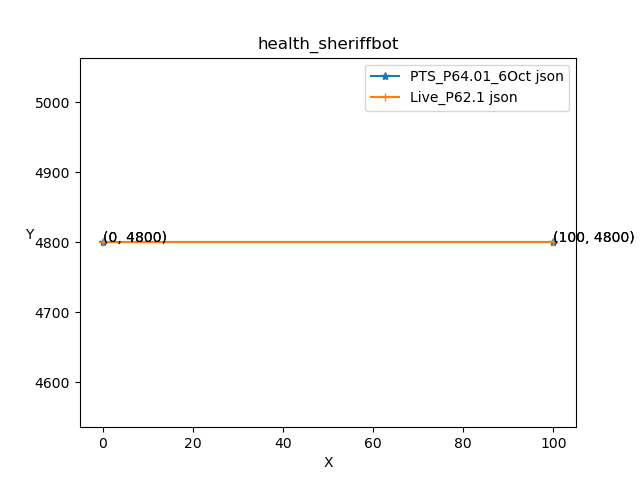 health_sheriffbot
PTS_P64.01_6Oct json
Live_P62.1 json
5000
4900
4800
4700
4600
Y
(0, 4800)
(100, 4800)
0
20
40
60
80
100
X